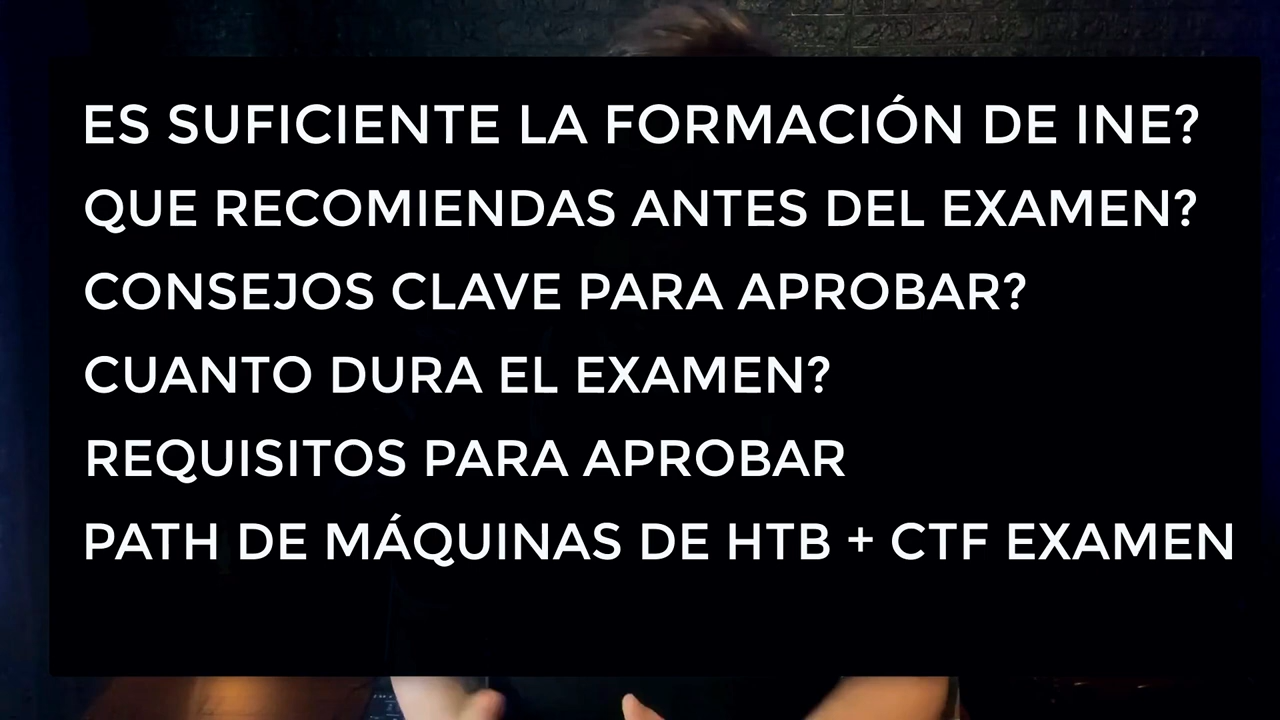 ES SUFICIENTE LA FORMACIÓN DE INE?
QUE RECOMIENDAS ANTES DEL EXAMEN?
CONSEJOS CLAVE PARA APROBAR?
CUANTO DURA EL EXAMEN?
REQUISITOS PARA APROBAR
PATH DE MÁQUINAS DE HTB + CTF EXAMEN